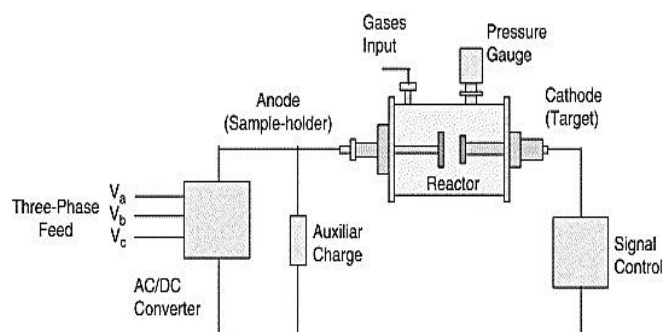 Gases
Input
Pressure
Gauge
Anode
(Sample-holder)
Cathode
(Target)
Reactor
Three-Phase
Feed
Va
Vb
Vc
AC/DC
Converter
Auxiliar
Charge
Signal
Control